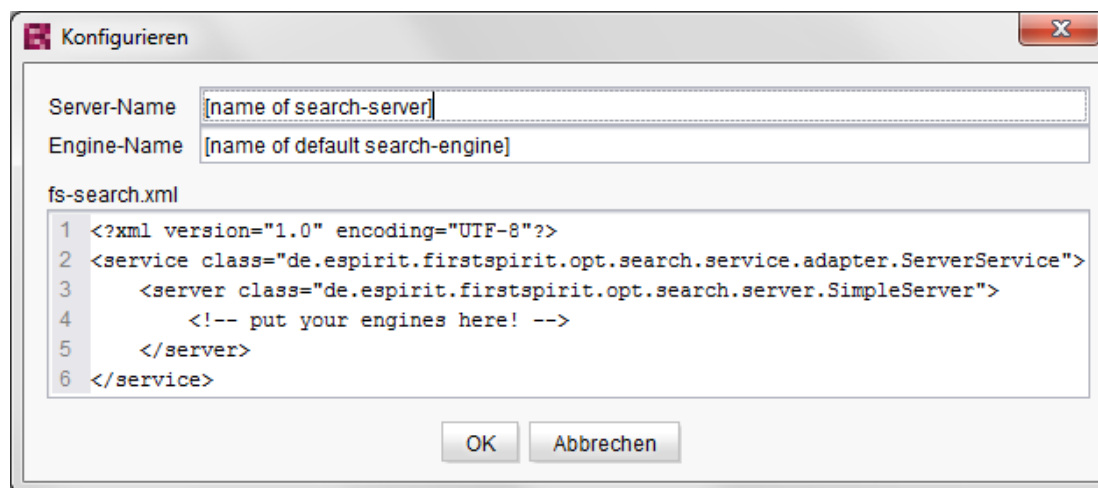 Konfigurieren
Server-Name [name of search-server]
Engine-Name [name of default search-engine]
fs-search.xml
1 <?xml version="1.0" encoding="UTF-8"?>
2 <service class="de.espirit.firstspirit.opt.search.service.adapter.ServerService">
3     <server class="de.espirit.firstspirit.opt.search.server.SimpleServer">
4         <!-- put your engines here! -->
5     </server>
6 </service>
OK Abbrechen